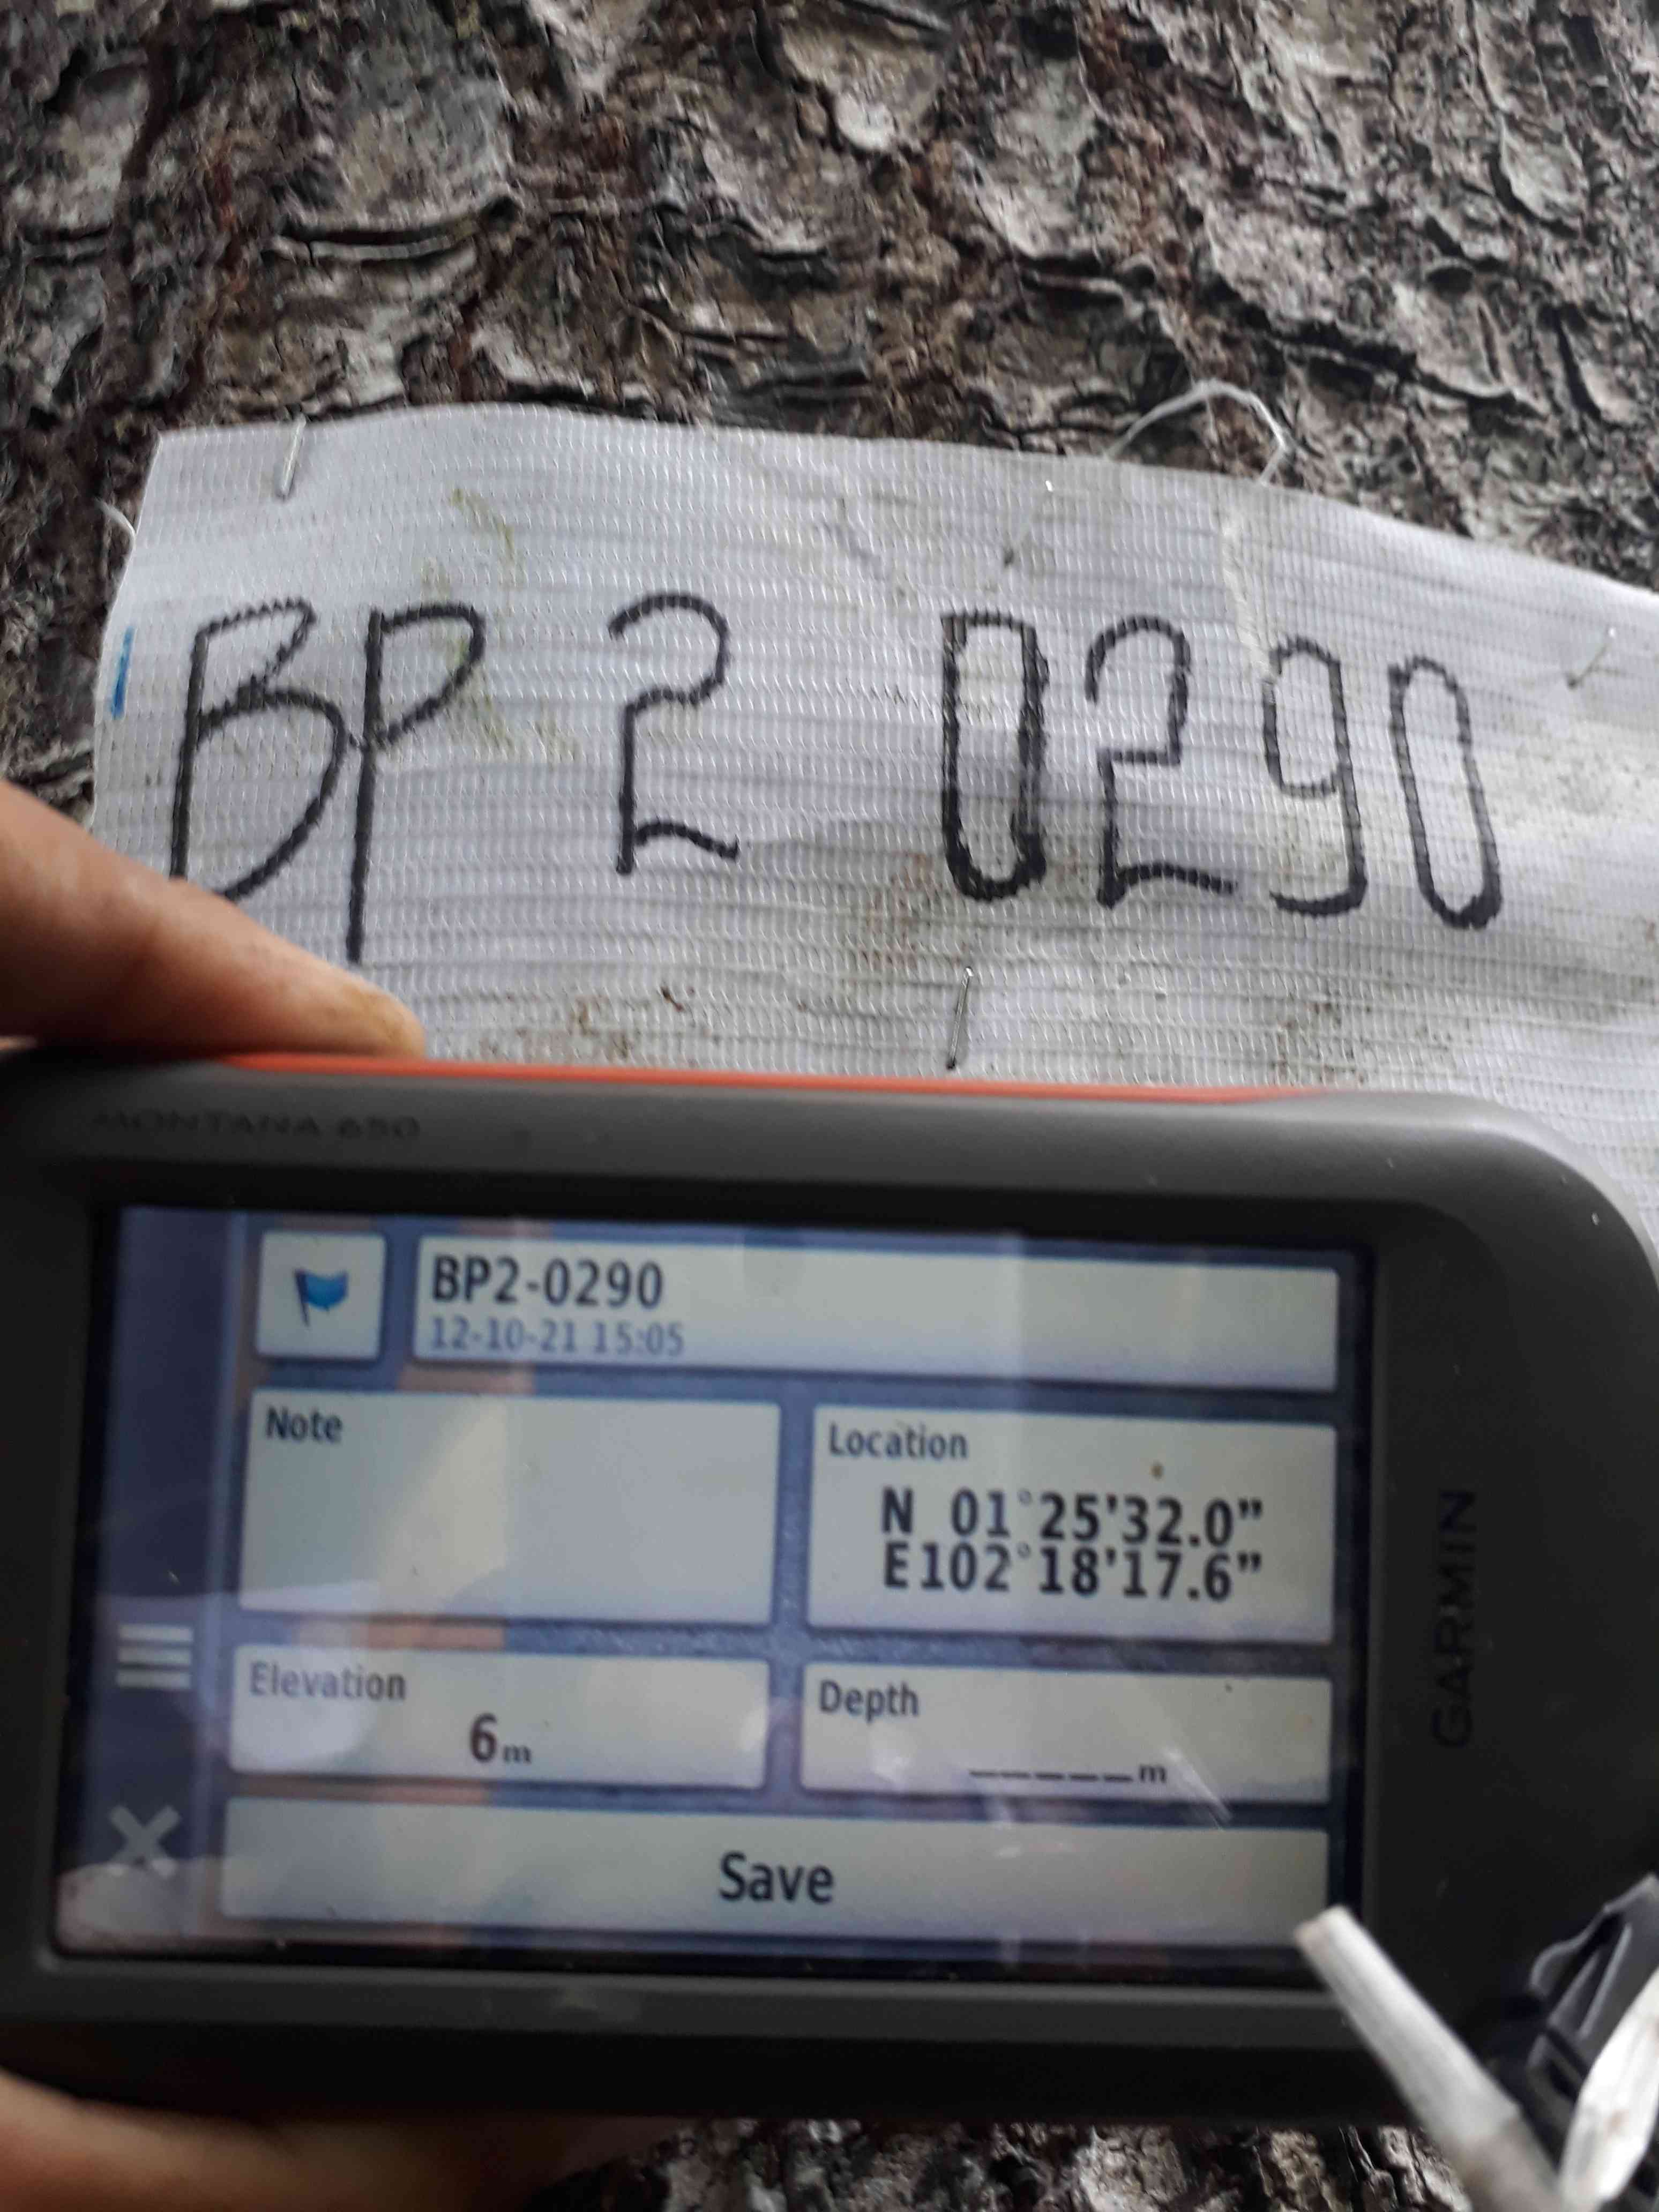 BP 2 0290
MONTANA 650
BP2-0290
12-10-21 15:05
Note
Location
N 01°25'32.0"
E102°18'17.6"
Elevation
6m
Depth
_____m
Save
GARMIN